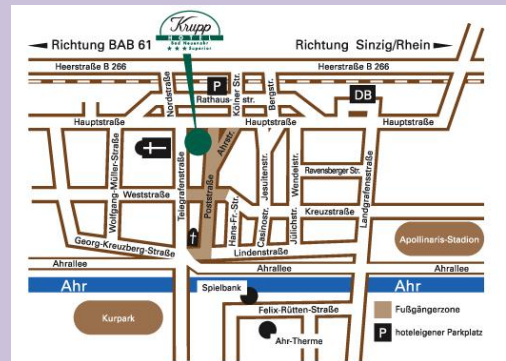 Krupp
HOTEL
Bad Neuenahr
★★★ Superior
Richtung BAB 61
Richtung Sinzig/Rhein
Heerstraße B 266
Heerstraße B 266
Nordstraße
P
Rathausstr.
Kölner Str.
Bergstr.
DB
Hauptstraße
Hauptstraße
Hauptstraße
Wolfgang-Müller-Straße
Telegrafenstraße
Poststraße
Ahrstr.
Jesuitenstr.
Wendelstr.
Ravensberger Str.
Landgrafenstraße
Weststraße
Hans-Fr.-Str.
Casinostr.
Jülichstr.
Kreuzstraße
Georg-Kreuzberg-Straße
Lindenstraße
Apollinaris-Stadion
Ahrallee
Ahrallee
Ahrallee
Ahr
Spielbank
Ahr
Kurpark
Felix-Rütten-Straße
Ahr-Therme
Fußgängerzone
P hoteleigener Parkplatz